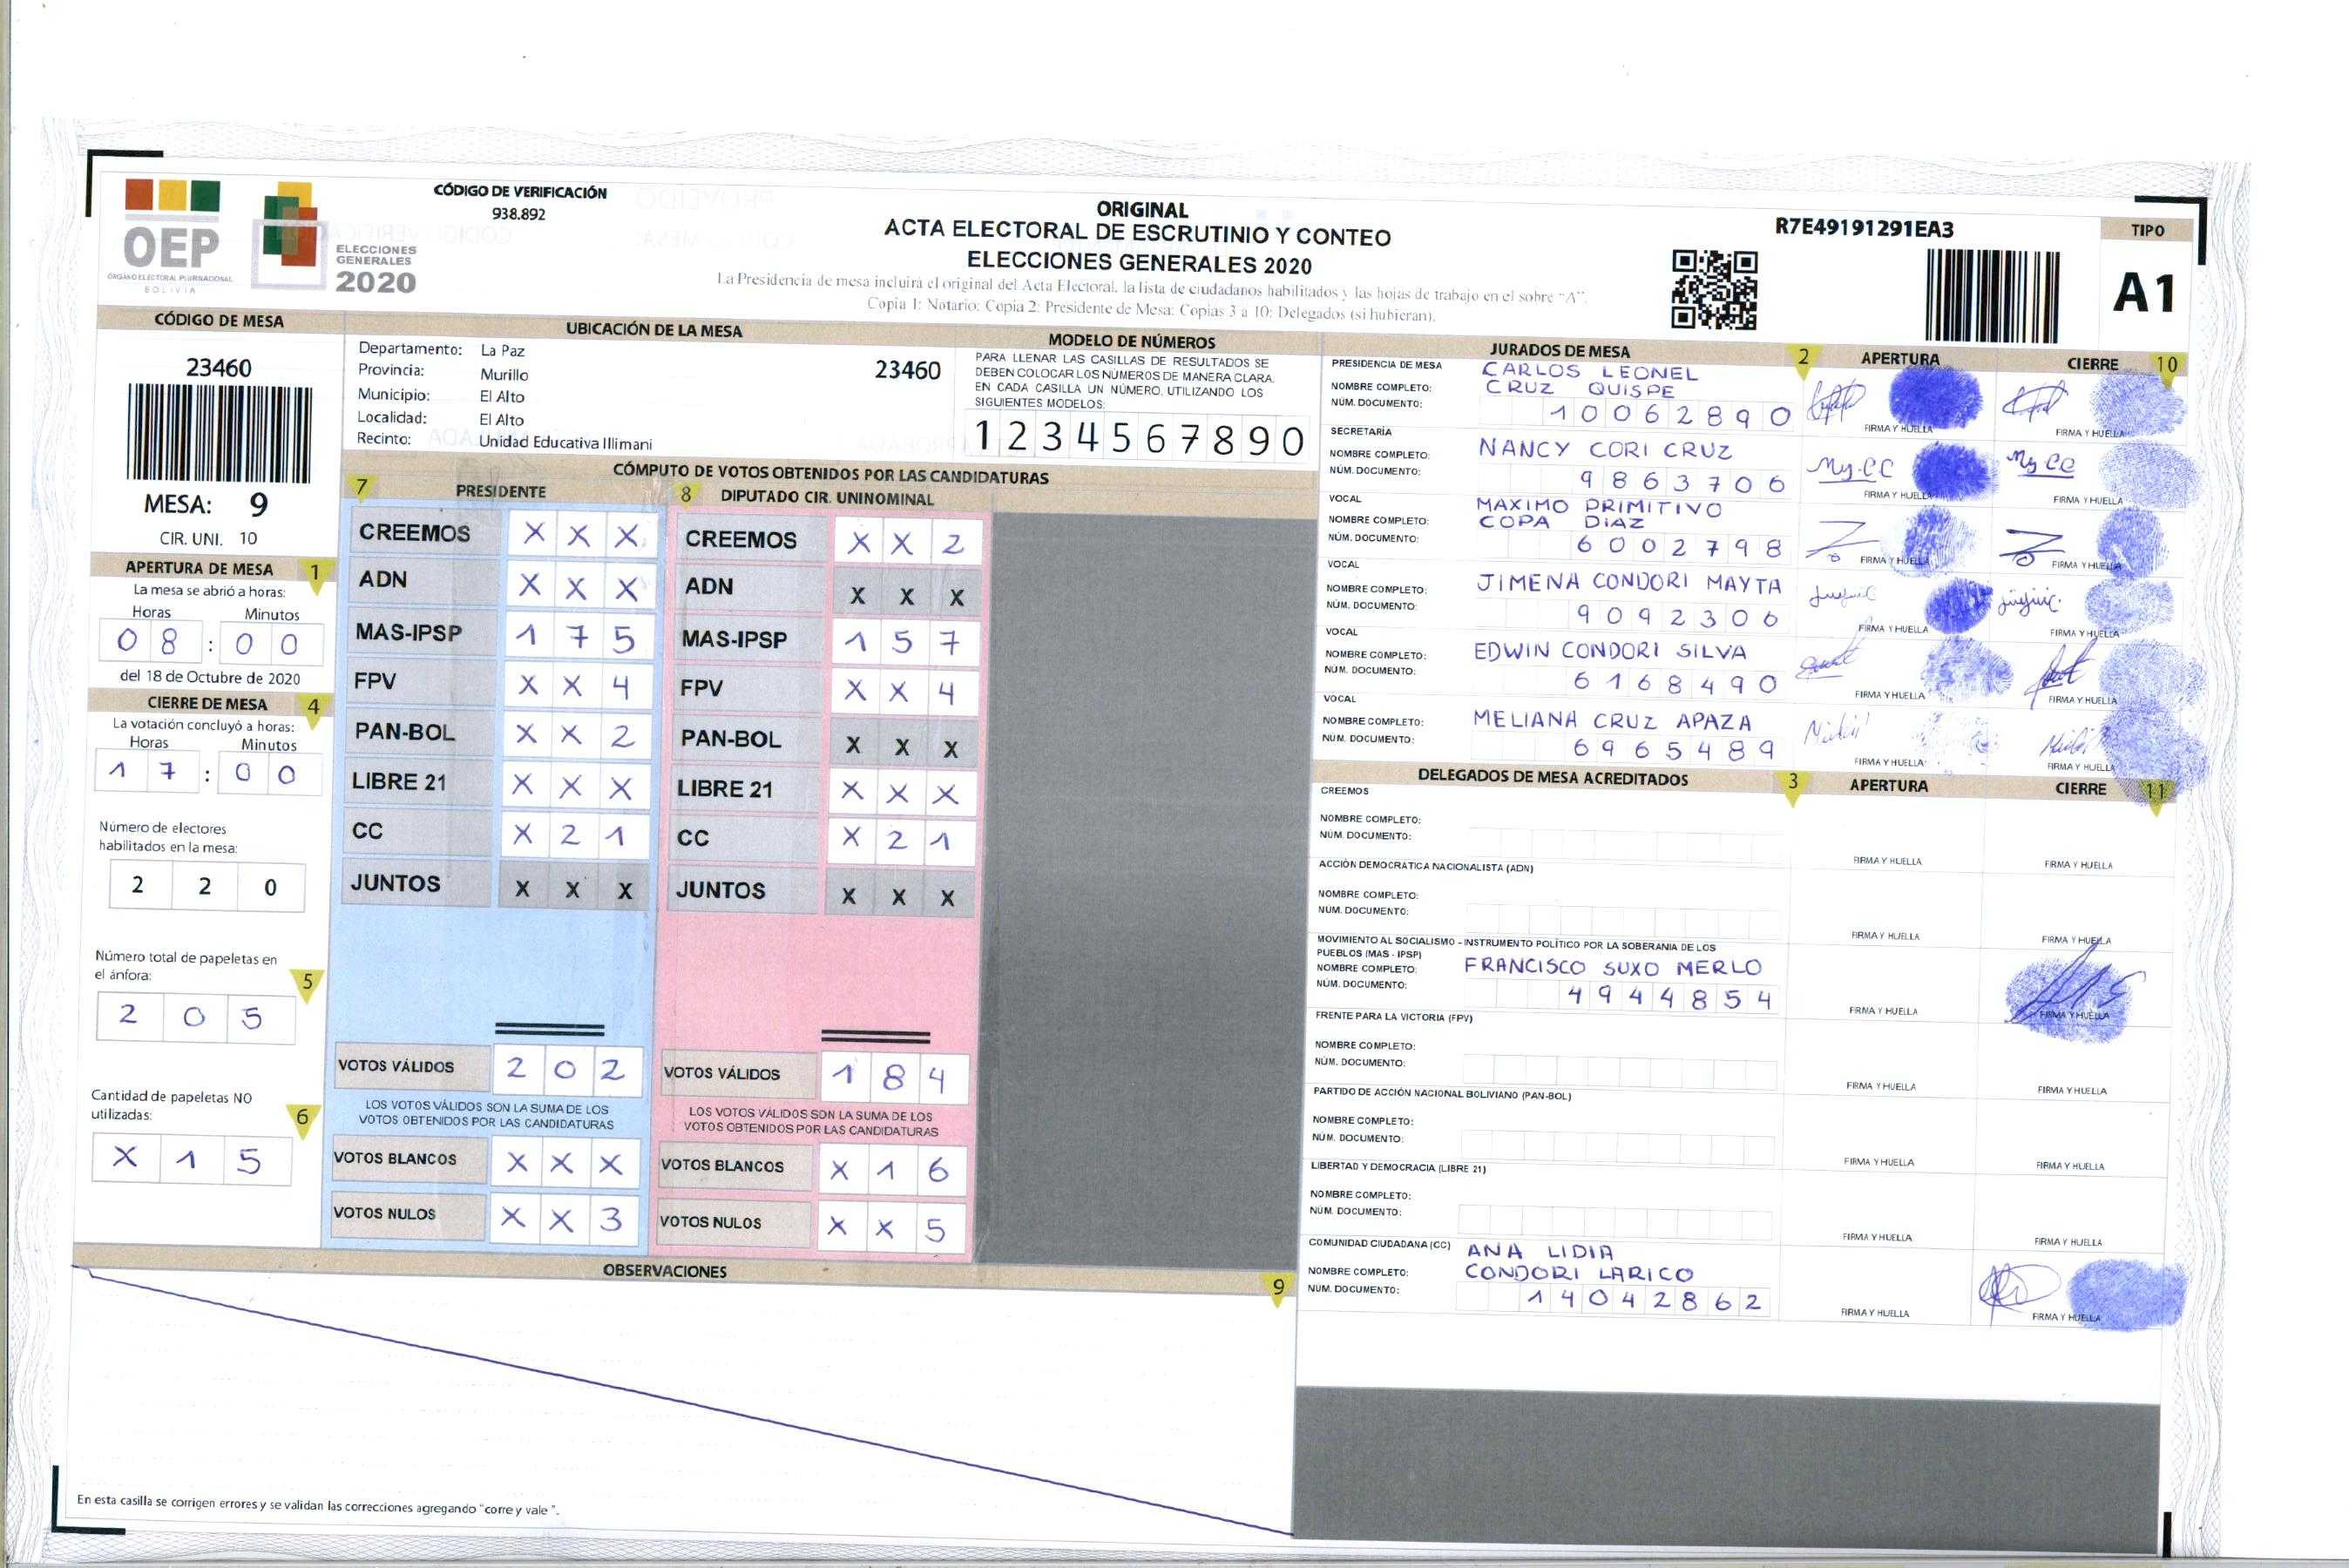 OEP
ÓRGANO ELECTORAL PLURINACIONAL
BOLIVIA
ELECCIONES
GENERALES
2020
CÓDIGO DE VERIFICACIÓN
938.892
ORIGINAL
ACTA ELECTORAL DE ESCRUTINIO Y CONTEO
ELECCIONES GENERALES 2020
La Presidencia de mesa incluirá el original del Acta Electoral, la lista de ciudadanos habilitados y las hojas de trabajo en el sobre "A".
Copia 1: Notario; Copia 2: Presidente de Mesa; Copias 3 a 10: Delegados (si hubieran).
R7E49191291EA3
TIPO
A1
CÓDIGO DE MESA
23460
MESA: 9
CIR. UNI. 10
UBICACIÓN DE LA MESA
Departamento: La Paz
Provincia: Murillo
Municipio: El Alto
Localidad: El Alto
Recinto: Unidad Educativa Illimani
23460
MODELO DE NÚMEROS
PARA LLENAR LAS CASILLAS DE RESULTADOS SE
DEBEN COLOCAR LOS NÚMEROS DE MANERA CLARA.
EN CADA CASILLA UN NÚMERO, UTILIZANDO LOS
SIGUIENTES MODELOS:
1 2 3 4 5 6 7 8 9 0
APERTURA DE MESA 1
La mesa se abrió a horas:
Horas Minutos
0 8 : 0 0
del 18 de Octubre de 2020
CIERRE DE MESA 4
La votación concluyó a horas:
Horas Minutos
1 7 : 0 0
Número de electores
habilitados en la mesa:
2 2 0
Número total de papeletas en
el ánfora: 5
2 0 5
Cantidad de papeletas NO
utilizadas: 6
X 1 5
CÓMPUTO DE VOTOS OBTENIDOS POR LAS CANDIDATURAS
7 PRESIDENTE
CREEMOS X X X
ADN X X X
MAS-IPSP 1 7 5
FPV X X 4
PAN-BOL X X 2
LIBRE 21 X X X
CC X 2 1
JUNTOS X X X
VOTOS VÁLIDOS 2 0 2
LOS VOTOS VÁLIDOS SON LA SUMA DE LOS
VOTOS OBTENIDOS POR LAS CANDIDATURAS
VOTOS BLANCOS X X X
VOTOS NULOS X X 3
8 DIPUTADO CIR. UNINOMINAL
CREEMOS X X 2
ADN X X X
MAS-IPSP 1 5 7
FPV X X 4
PAN-BOL X X X
LIBRE 21 X X X
CC X 2 1
JUNTOS X X X
VOTOS VÁLIDOS 1 8 4
LOS VOTOS VÁLIDOS SON LA SUMA DE LOS
VOTOS OBTENIDOS POR LAS CANDIDATURAS
VOTOS BLANCOS X 1 6
VOTOS NULOS X X 5
OBSERVACIONES 9
En esta casilla se corrigen errores y se validan las correcciones agregando "corre y vale ".
JURADOS DE MESA 2 APERTURA CIERRE 10
PRESIDENCIA DE MESA
NOMBRE COMPLETO: CARLOS LEONEL
CRUZ QUISPE
NÚM. DOCUMENTO: 1 0 0 6 2 8 9 0
FIRMA Y HUELLA FIRMA Y HUELLA
SECRETARÍA
NOMBRE COMPLETO: NANCY CORI CRUZ
NÚM. DOCUMENTO: 9 8 6 3 7 0 6
FIRMA Y HUELLA FIRMA Y HUELLA
VOCAL
NOMBRE COMPLETO: MAXIMO PRIMITIVO
COPA DIAZ
NÚM. DOCUMENTO: 6 0 0 2 7 9 8
FIRMA Y HUELLA FIRMA Y HUELLA
VOCAL
NOMBRE COMPLETO: JIMENA CONDORI MAYTA
NÚM. DOCUMENTO: 9 0 9 2 3 0 6
FIRMA Y HUELLA FIRMA Y HUELLA
VOCAL
NOMBRE COMPLETO: EDWIN CONDORI SILVA
NÚM. DOCUMENTO: 6 1 6 8 4 9 0
FIRMA Y HUELLA FIRMA Y HUELLA
VOCAL
NOMBRE COMPLETO: MELIANA CRUZ APAZA
NÚM. DOCUMENTO: 6 9 6 5 4 8 9
FIRMA Y HUELLA FIRMA Y HUELLA
DELEGADOS DE MESA ACREDITADOS 3 APERTURA CIERRE 11
CREEMOS
NOMBRE COMPLETO:
NÚM. DOCUMENTO:
FIRMA Y HUELLA FIRMA Y HUELLA
ACCIÓN DEMOCRÁTICA NACIONALISTA (ADN)
NOMBRE COMPLETO:
NÚM. DOCUMENTO:
FIRMA Y HUELLA FIRMA Y HUELLA
MOVIMIENTO AL SOCIALISMO - INSTRUMENTO POLÍTICO POR LA SOBERANIA DE LOS
PUEBLOS (MAS - IPSP)
NOMBRE COMPLETO: FRANCISCO SUXO MERLO
NÚM. DOCUMENTO: 4 9 4 4 8 5 4
FIRMA Y HUELLA FIRMA Y HUELLA
FRENTE PARA LA VICTORIA (FPV)
NOMBRE COMPLETO:
NÚM. DOCUMENTO:
FIRMA Y HUELLA FIRMA Y HUELLA
PARTIDO DE ACCIÓN NACIONAL BOLIVIANO (PAN-BOL)
NOMBRE COMPLETO:
NÚM. DOCUMENTO:
FIRMA Y HUELLA FIRMA Y HUELLA
LIBERTAD Y DEMOCRACIA (LIBRE 21)
NOMBRE COMPLETO:
NÚM. DOCUMENTO:
FIRMA Y HUELLA FIRMA Y HUELLA
COMUNIDAD CIUDADANA (CC)
NOMBRE COMPLETO: ANA LIDIA
CONDORI LARICO
NÚM. DOCUMENTO: 1 4 0 4 2 8 6 2
FIRMA Y HUELLA FIRMA Y HUELLA